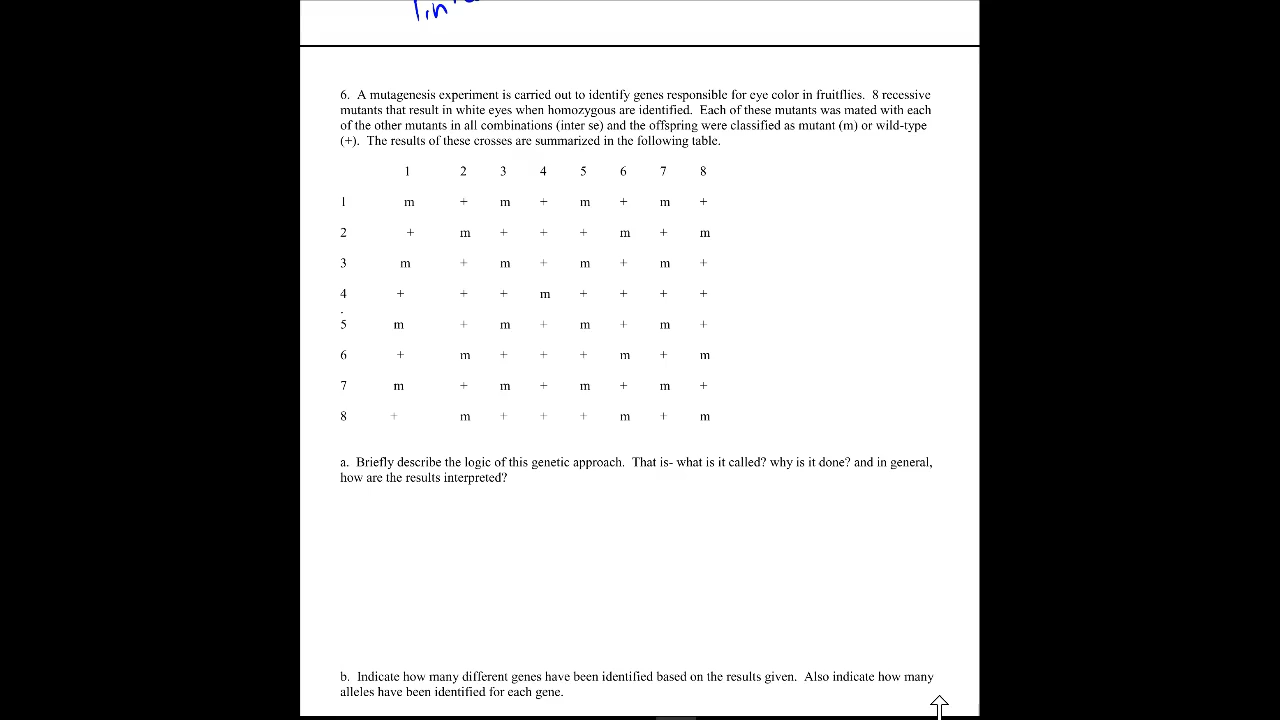 6. A mutagenesis experiment is carried out to identify genes responsible for eye color in fruitflies. 8 recessive
mutants that result in white eyes when homozygous are identified. Each of these mutants was mated with each
of the other mutants in all combinations (inter se) and the offspring were classified as mutant (m) or wild-type
(+). The results of these crosses are summarized in the following table.
1 2 3 4 5 6 7 8
1 m + m + m + m +
2 + m + + + m + m
3 m + m + m + m +
4 + + + m + + + +
5 m + m + m + m +
6 + m + + + m + m
7 m + m + m + m +
8 + m + + + m + m
a. Briefly describe the logic of this genetic approach. That is- what is it called? why is it done? and in general,
how are the results interpreted?
b. Indicate how many different genes have been identified based on the results given. Also indicate how many
alleles have been identified for each gene.